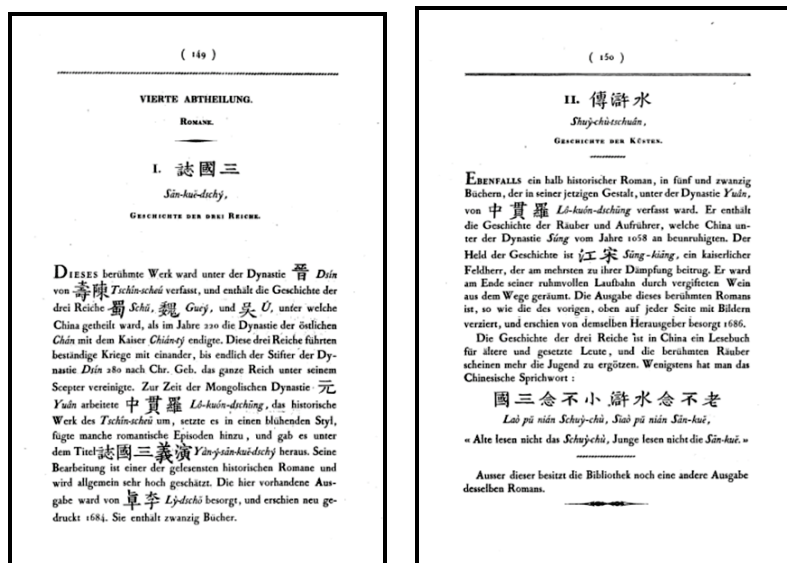 ( 149 )
VIERTE ABTHEILUNG.
ROMANE.
I. 誌國三
Sân-kuĕ-dschý,
GESCHICHTE DER DREI REICHE.
DIESES berühmte Werk ward unter der Dynastie 晉 Dsín
von 壽陳 Tschîn-scheú verfasst, und enthält die Geschichte der
drei Reiche 蜀 Schŭ, 魏 Gueý, und 吳 Ú, unter welche
China getheilt ward, als im Jahre 220 die Dynastie der östlichen
Chán mit dem Kaiser Chián-tý endigte. Diese drei Reiche führten
beständige Kriege mit einander, bis endlich der Stifter der Dy-
nastie Dsín 280 nach Chr. Geb. das ganze Reich unter seinem
Scepter vereinigte. Zur Zeit der Mongolischen Dynastie 元
Yuân arbeitete 中貫羅 Lô-kuón-dschūng, das historische
Werk des Tschîn-scheú um, setzte es in einen blühenden Styl,
fügte manche romantische Episoden hinzu, und gab es unter
dem Titel 誌國三義演 Yàn-ý-sân-kuĕ-dschý heraus. Seine
Bearbeitung ist einer der gelesensten historischen Romane und
wird allgemein sehr hoch geschätzt. Die hier vorhandene Aus-
gabe ward von 卓李 Lỳ-dschŏ besorgt, und erschien neu ge-
druckt 1684. Sie enthält zwanzig Bücher.
( 150 )
II. 傳滸水
Shuỳ-chù-tschuân,
GESCHICHTE DER KÜSTEN.
EBENFALLS ein halb historischer Roman, in fünf und zwanzig
Büchern, der in seiner jetzigen Gestalt, unter der Dynastie Yuân,
von 中貫羅 Lô-kuón-dschūng verfasst ward. Er enthält
die Geschichte der Räuber und Aufrührer, welche China un-
ter der Dynastie Súng vom Jahre 1058 an beunruhigten. Der
Held der Geschichte ist 江宋 Súng-kiāng, ein kaiserlicher
Feldherr, der am mehrsten zu ihrer Dämpfung beitrug. Er ward
am Ende seiner ruhmvollen Laufbahn durch vergifteten Wein
aus dem Wege geräumt. Die Ausgabe dieses berühmten Romans
ist, so wie die des vorigen, oben auf jeder Seite mit Bildern
verziert, und erschien von demselben Herausgeber besorgt 1686.
Die Geschichte der drei Reiche ist in China ein Lesebuch
für ältere und gesetzte Leute, und die berühmten Räuber
scheinen mehr die Jugend zu ergötzen. Wenigstens hat man das
Chinesische Sprichwort :
國三念不小滸水念不老
Laò pŭ nián Schuỳ-chù, Siaò pŭ nián Sân-kuĕ,
« Alte lesen nicht das Schuỳ-chù, Junge lesen nicht die Sân-kuĕ. »
Ausser dieser besitzt die Bibliothek noch eine andere Ausgabe
desselben Romans.